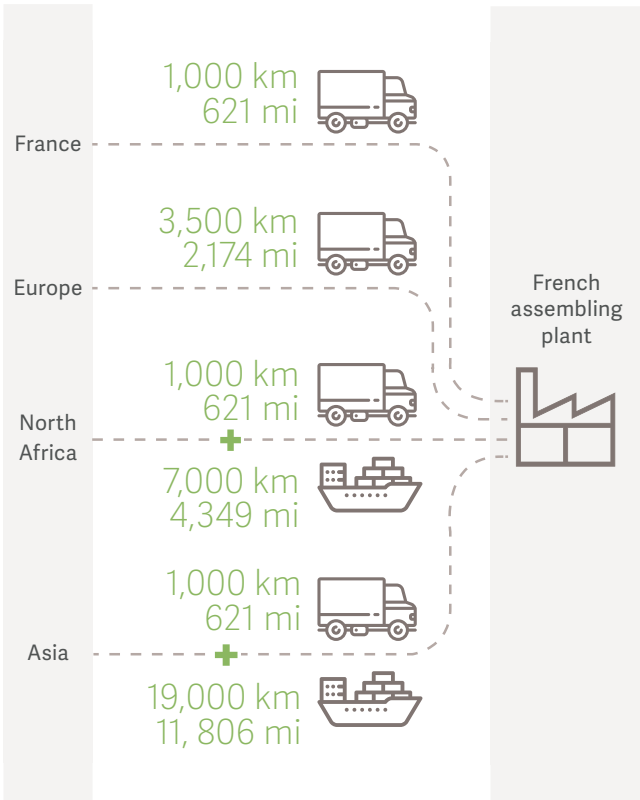 1,000 km
621 mi
France
3,500 km
2,174 mi
Europe
French
assembling
plant
1,000 km
621 mi
North
Africa
7,000 km
4,349 mi
1,000 km
621 mi
Asia
19,000 km
11, 806 mi